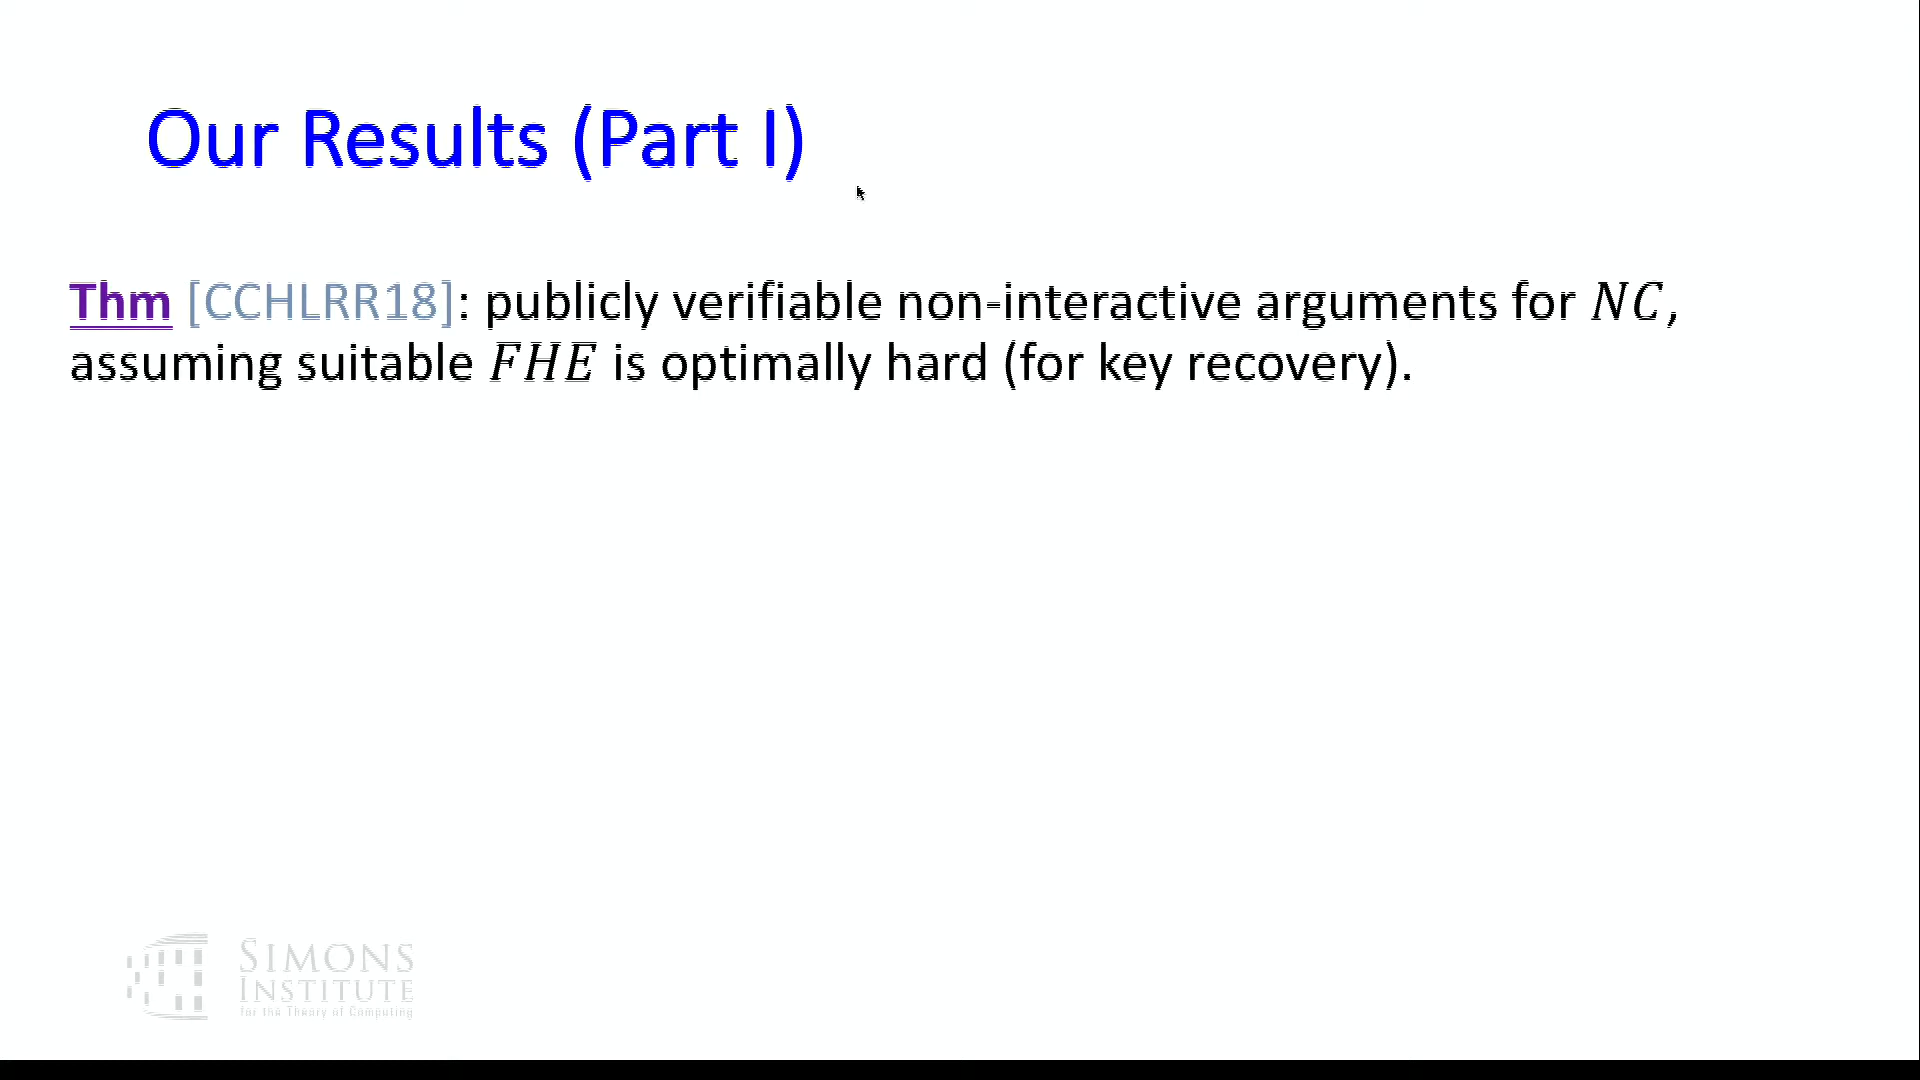 Our Results (Part I)
Thm [CCHLRR18]: publicly verifiable non-interactive arguments for NC,
assuming suitable FHE is optimally hard (for key recovery).
SIMONS
INSTITUTE
for the Theory of Computing